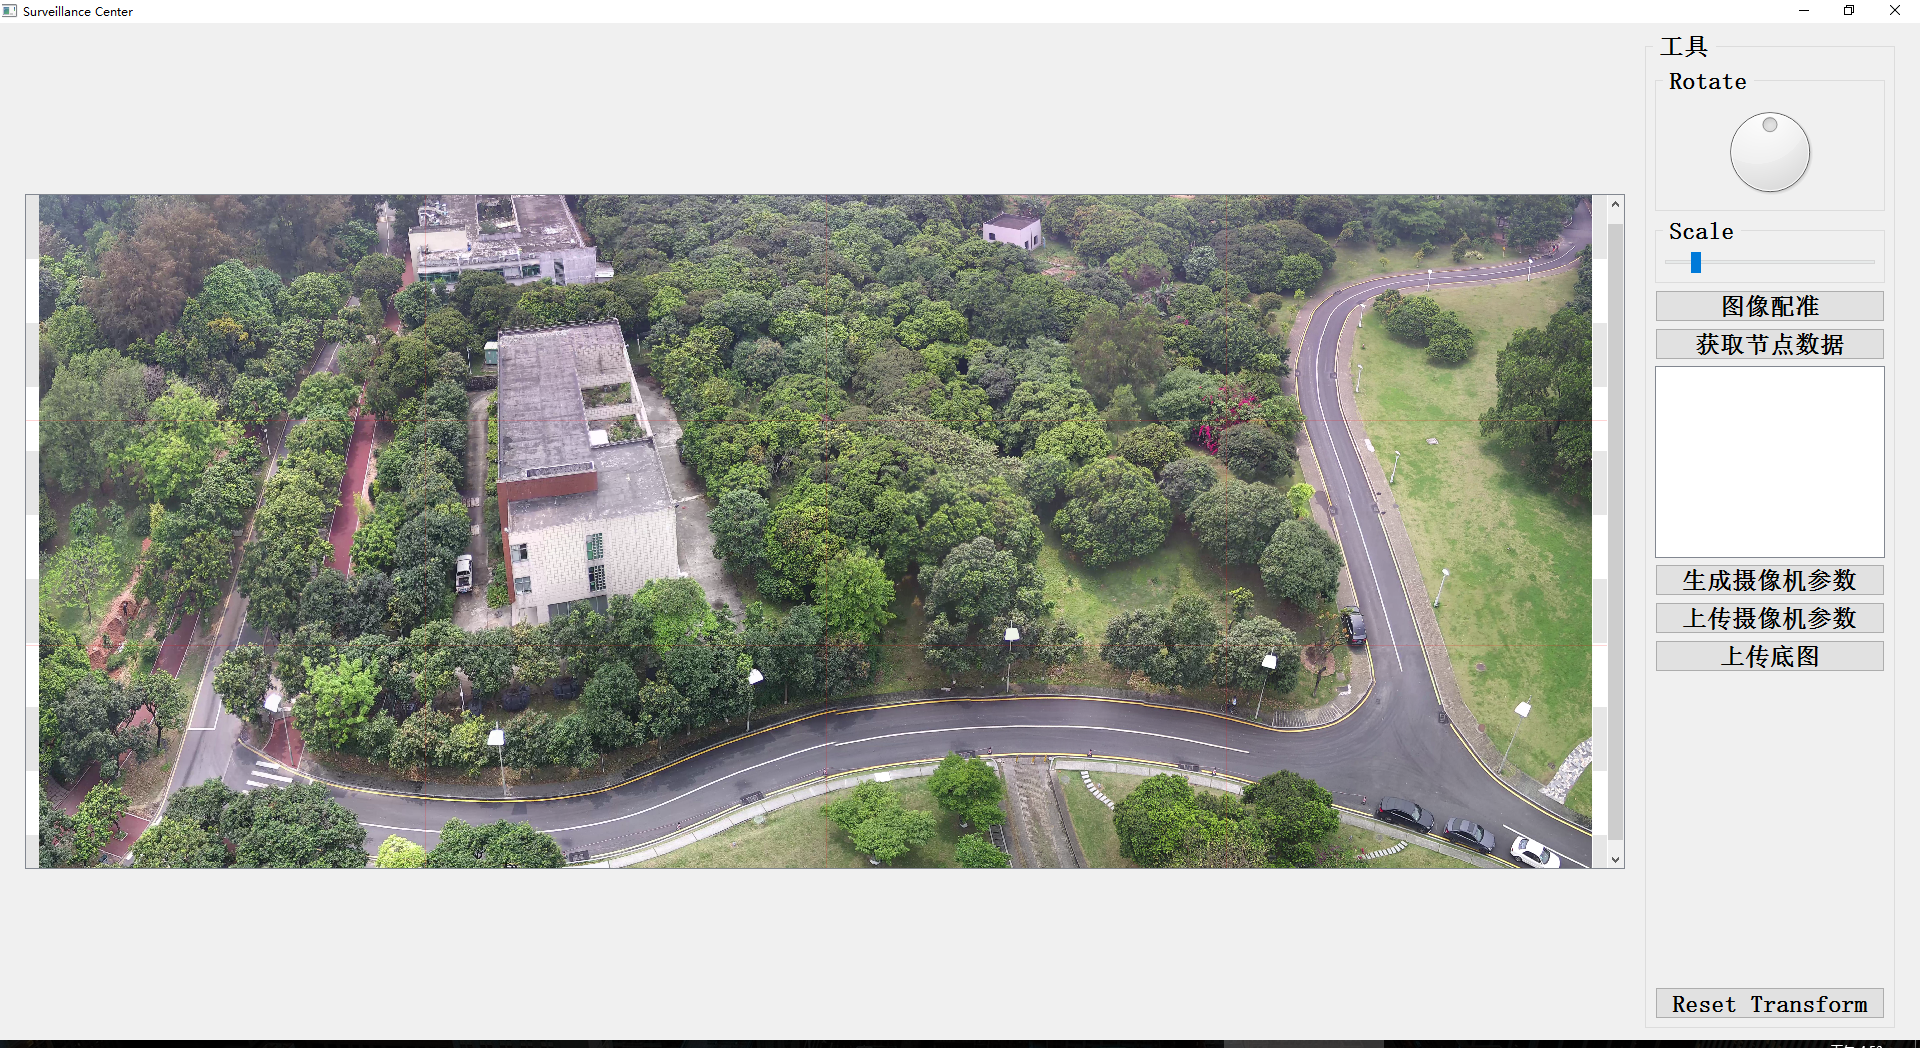 Surveillance Center
工具
Rotate
Scale
图像配准
获取节点数据
生成摄像机参数
上传摄像机参数
上传底图
Reset Transform